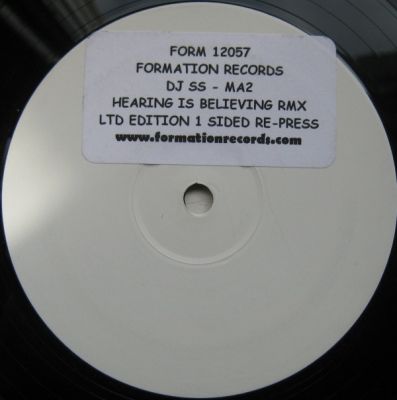 FORM 12057
FORMATION RECORDS
DJ SS - MA2
HEARING IS BELIEVING RMX
LTD EDITION 1 SIDED RE-PRESS
www.formationrecords.com